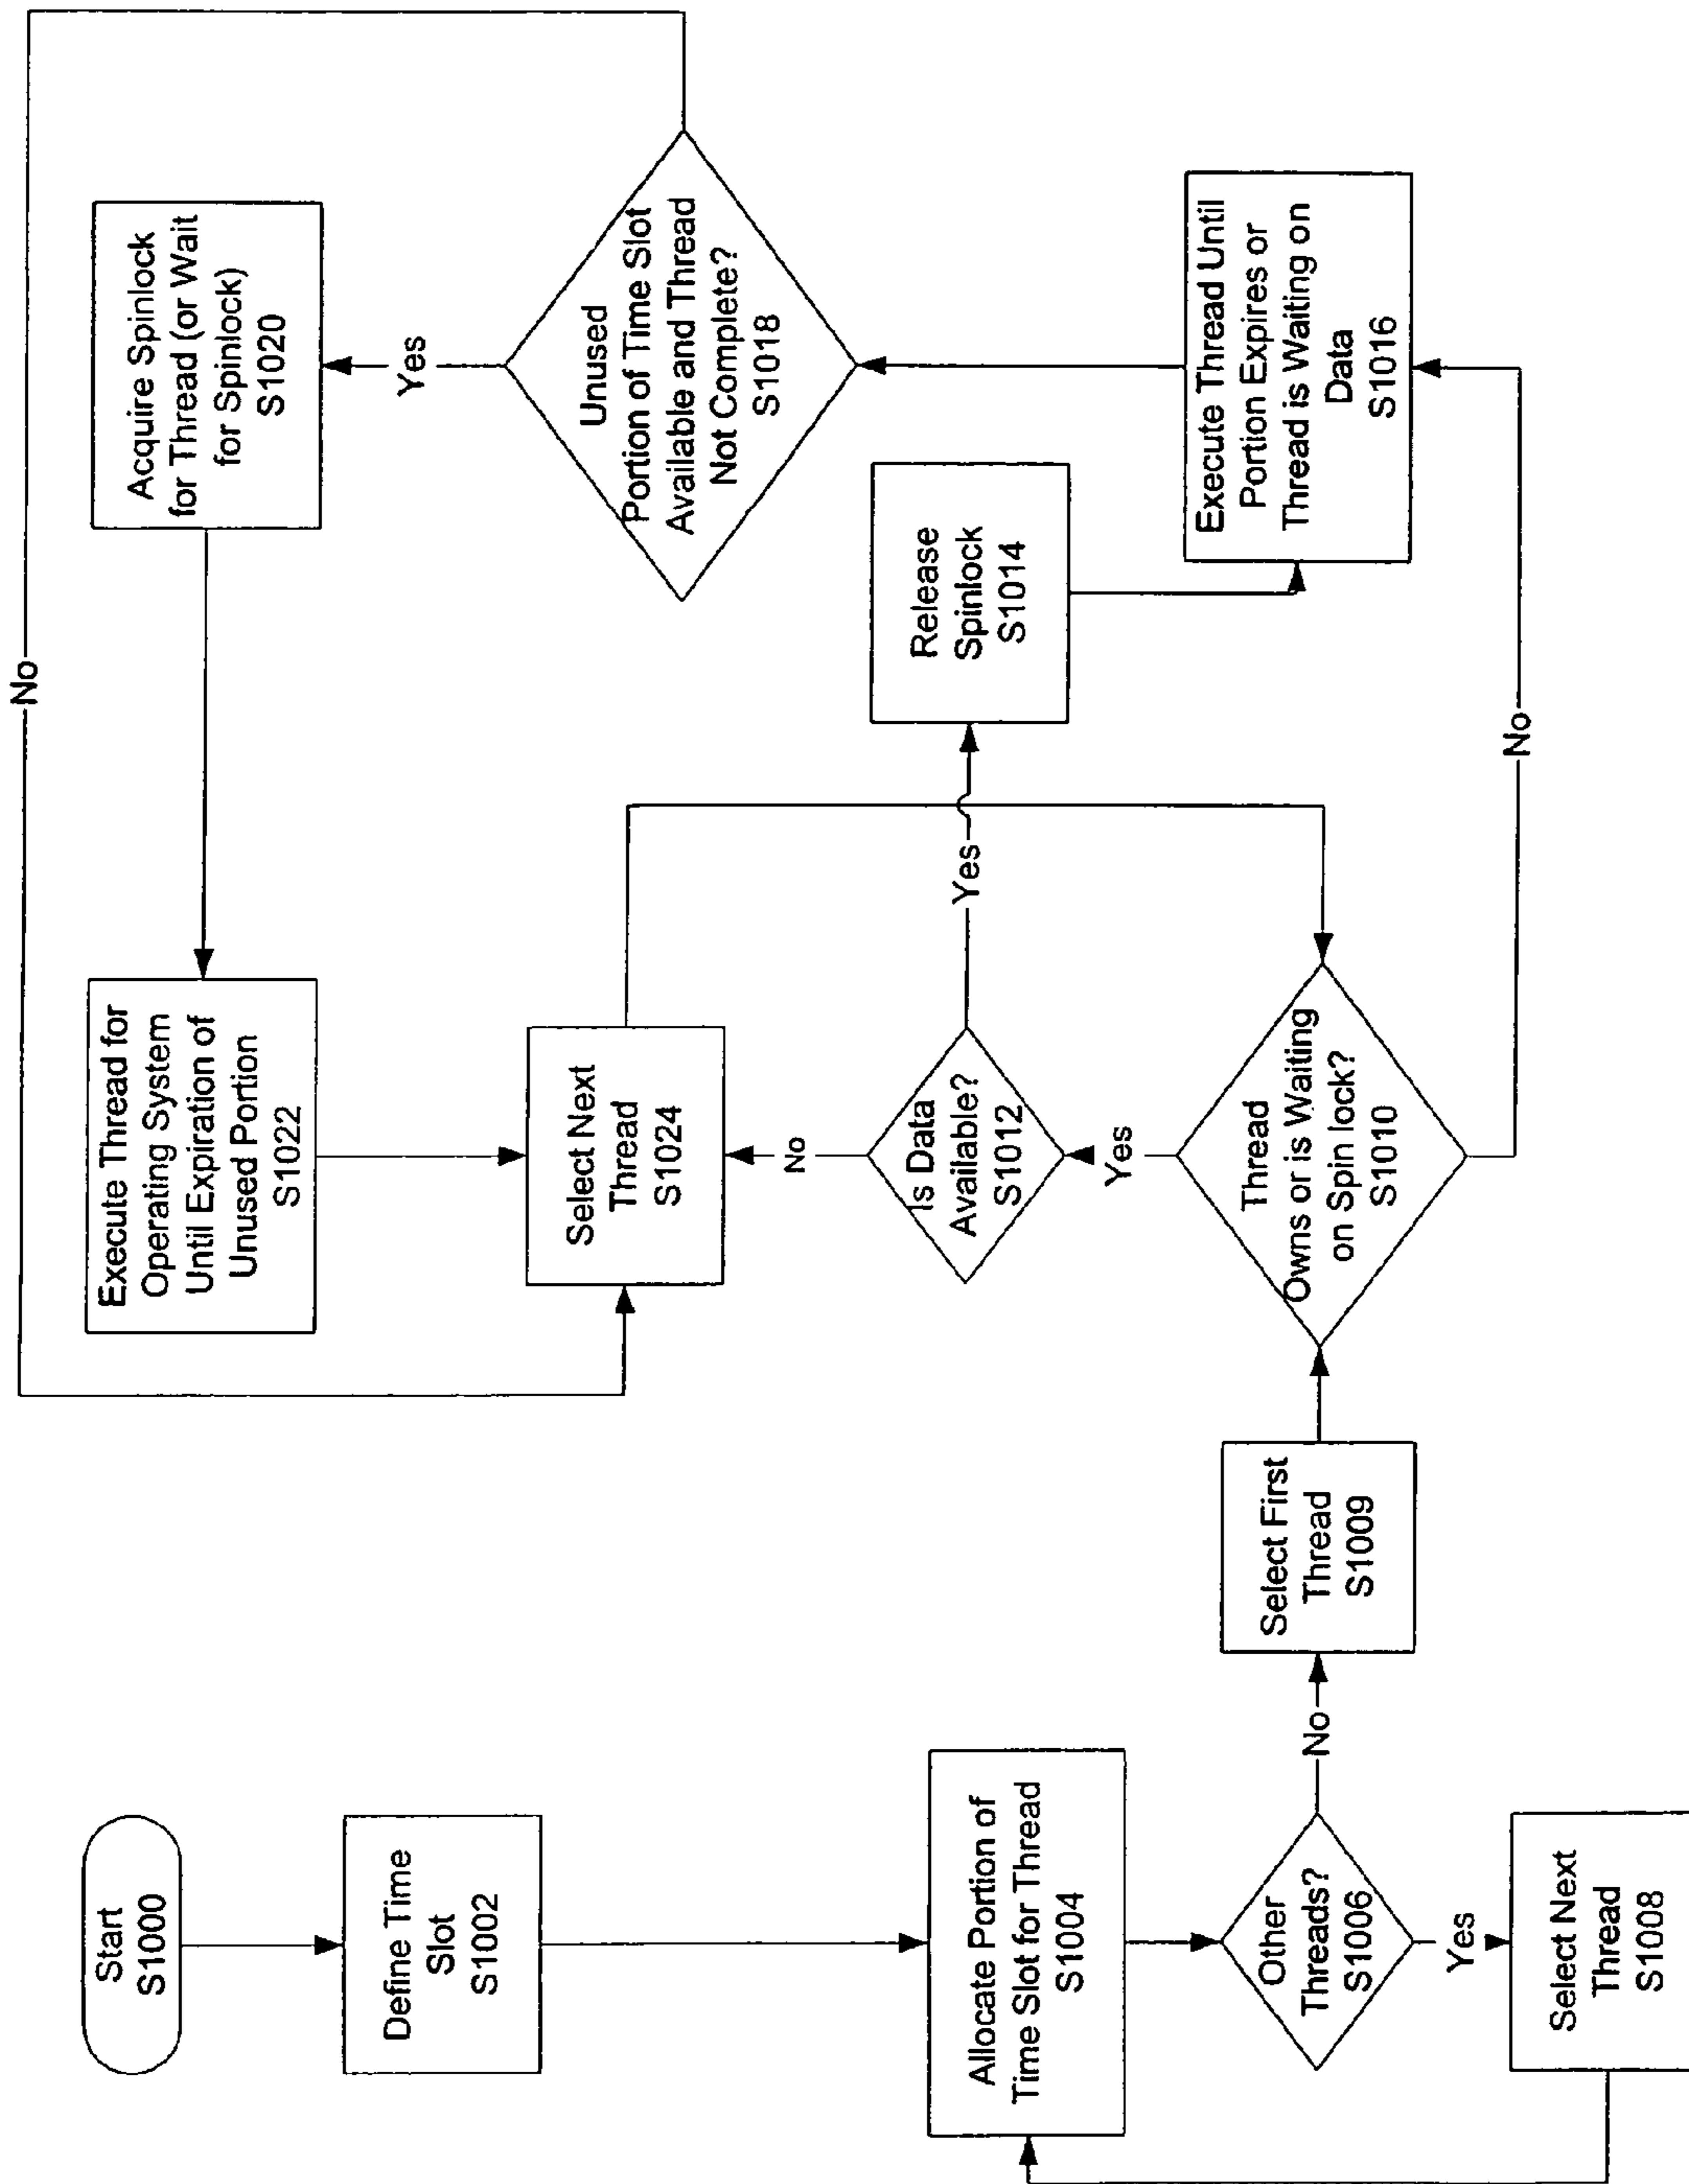 Start
S1000
Define Time
Slot
S1002
Allocate Portion of
Time Slot for Thread
S1004
Other
Threads?
S1006
Yes
No
Select Next
Thread
S1008
Select First
Thread
S1009
Thread
Owns or is Waiting
on Spin lock?
S1010
Yes
No
Is Data
Available?
S1012
Yes
No
Release
Spinlock
S1014
Execute Thread Until
Portion Expires or
Thread is Waiting on
Data
S1016
Unused
Portion of Time Slot
Available and Thread
Not Complete?
S1018
Yes
No
Acquire Spinlock
for Thread (or Wait
for Spinlock)
S1020
Execute Thread for
Operating System
Until Expiration of
Unused Portion
S1022
Select Next
Thread
S1024